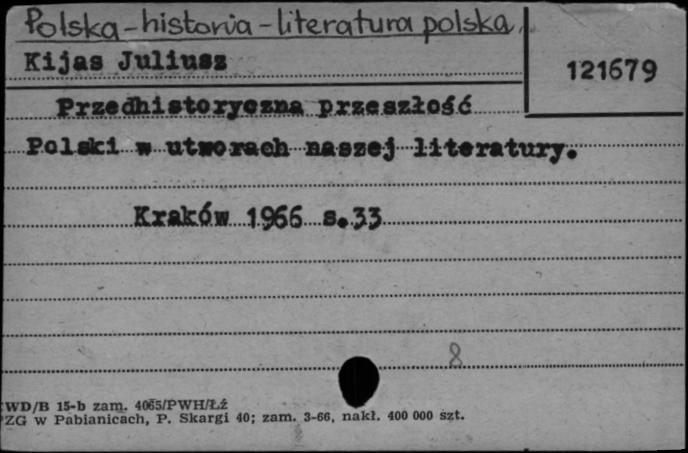 Polska-historia-literatura polska
Kijas Juliusz
121679
Przedhistoryczna przeszłość
Polski w utworach naszej literatury.
Kraków 1966 s.33
8
WD/B 15-b zam. 4065/PWH/Łź
ZG w Pabianicach, P. Skargi 40; zam. 3-66, nakł. 400 000 szt.